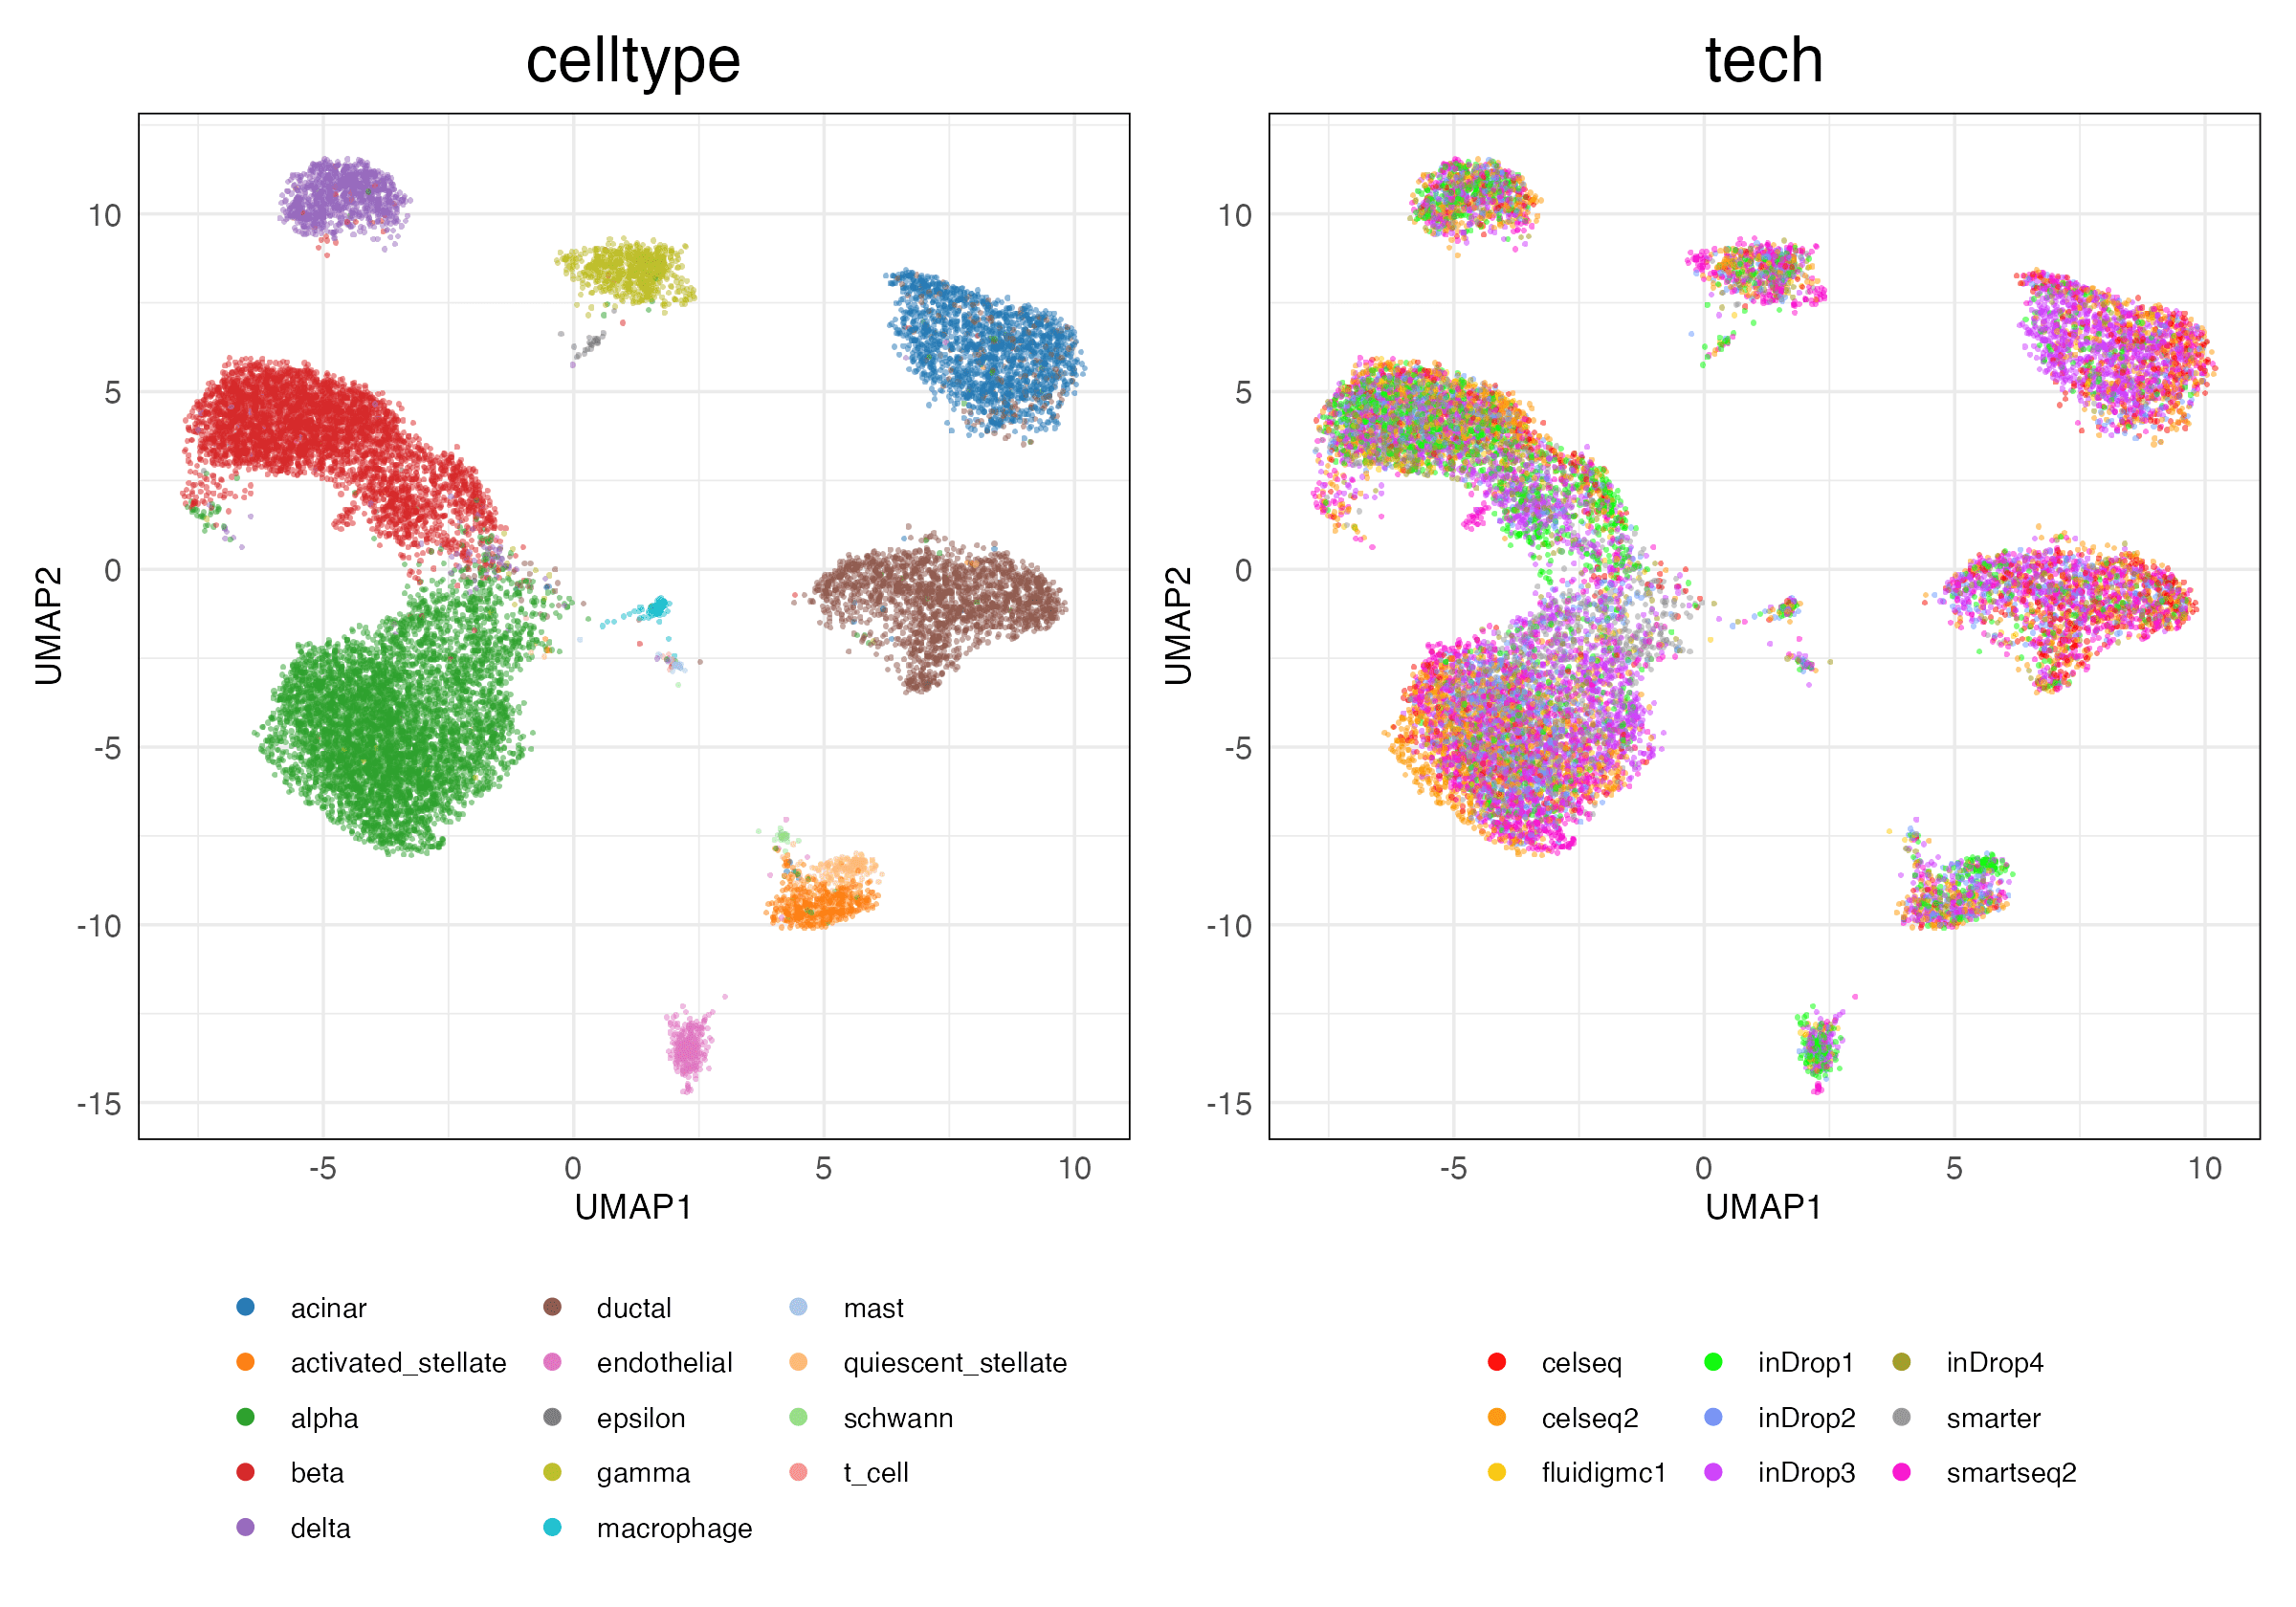 celltype
tech
10
5
0
-5
-10
-15
UMAP2
-5 0 5 10
UMAP1
10
5
0
-5
-10
-15
UMAP2
-5 0 5 10
UMAP1
acinar ductal mast
activated_stellate endothelial quiescent_stellate
alpha epsilon schwann
beta gamma t_cell
delta macrophage
celseq inDrop1 inDrop4
celseq2 inDrop2 smarter
fluidigmc1 inDrop3 smartseq2